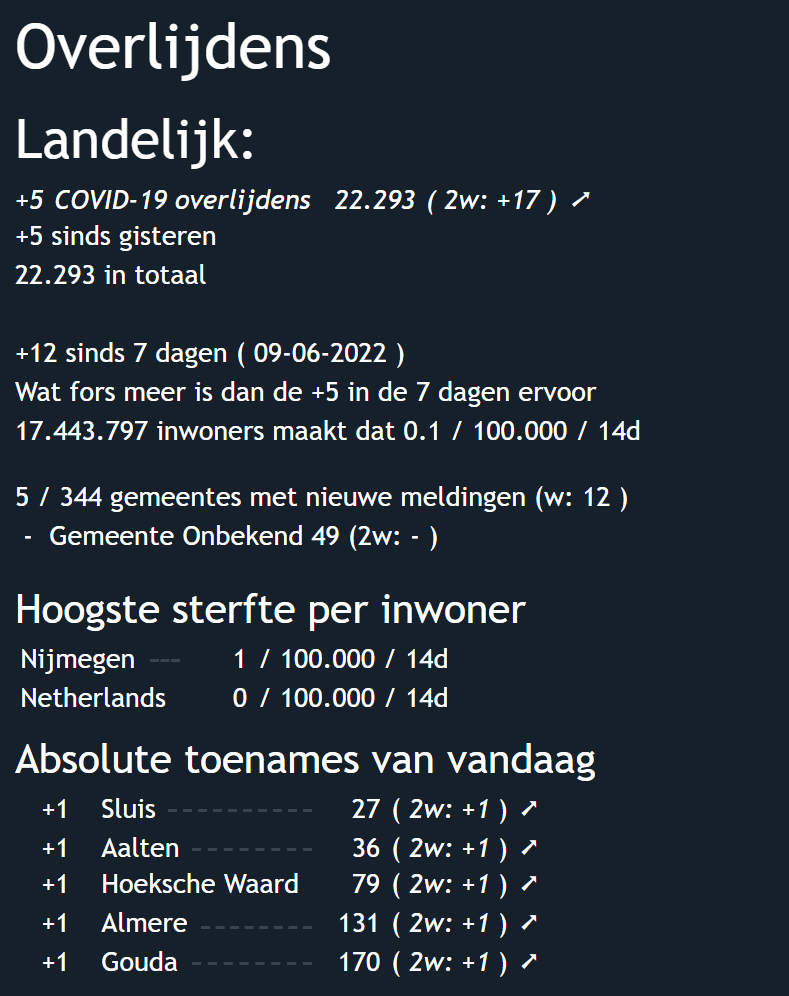 Overlijdens
Landelijk:
+5 COVID-19 overlijdens 22.293 ( 2w: +17 ) ↗
+5 sinds gisteren
22.293 in totaal
+12 sinds 7 dagen ( 09-06-2022 )
Wat fors meer is dan de +5 in de 7 dagen ervoor
17.443.797 inwoners maakt dat 0.1 / 100.000 / 14d
5 / 344 gemeentes met nieuwe meldingen (w: 12 )
- Gemeente Onbekend 49 (2w: - )
Hoogste sterfte per inwoner
Nijmegen --- 1 / 100.000 / 14d
Netherlands 0 / 100.000 / 14d
Absolute toenames van vandaag
+1 Sluis ---------- 27 ( 2w: +1 ) ↗
+1 Aalten -------- 36 ( 2w: +1 ) ↗
+1 Hoeksche Waard 79 ( 2w: +1 ) ↗
+1 Almere -------- 131 ( 2w: +1 ) ↗
+1 Gouda -------- 170 ( 2w: +1 ) ↗